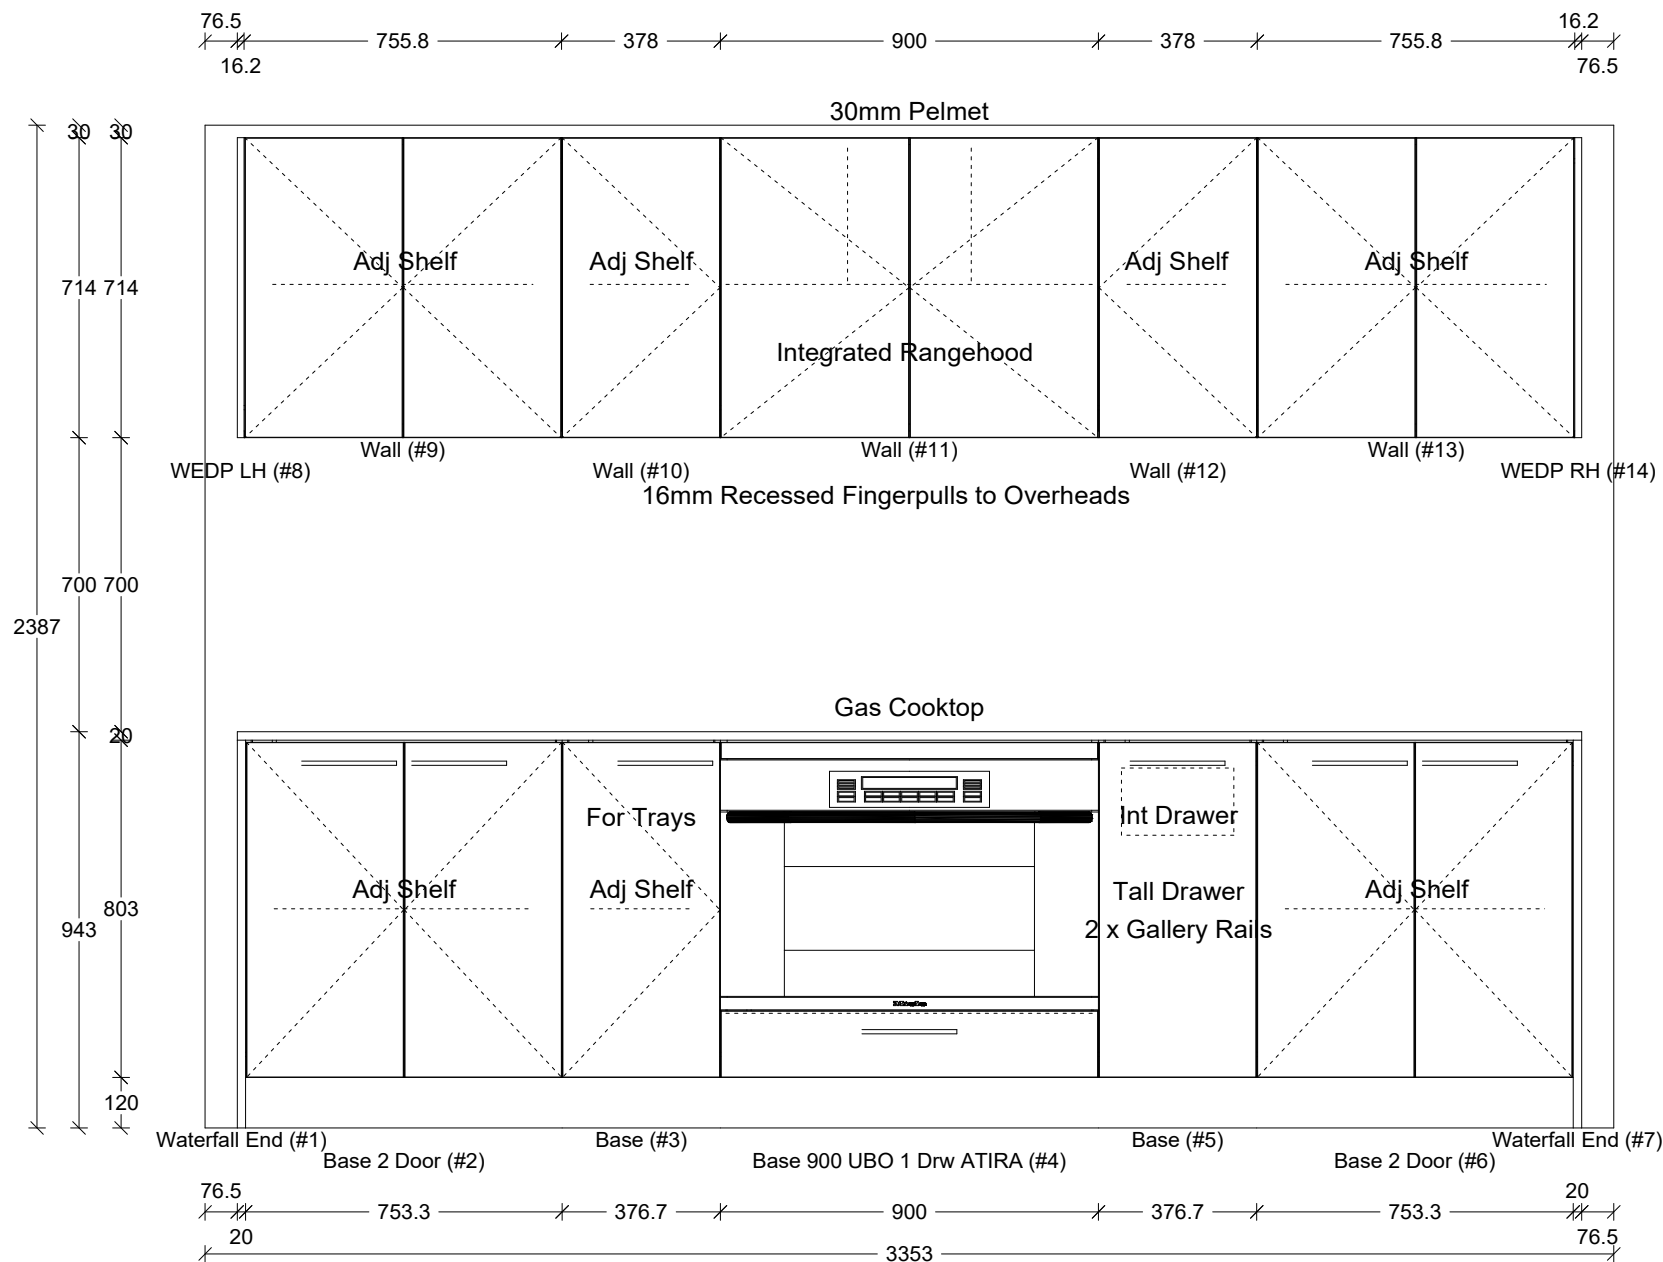 76.5 16.2
755.8 378 900 378 755.8
16.2 76.5
30mm Pelmet
30 30
Adj Shelf Adj Shelf Adj Shelf Adj Shelf
714 714
Integrated Rangehood
Wall (#9) Wall (#11) Wall (#13)
WEDP LH (#8) Wall (#10) Wall (#12) WEDP RH (#14)
16mm Recessed Fingerpulls to Overheads
700 700
2387
Gas Cooktop
20
For Trays Int Drawer
Adj Shelf Adj Shelf Tall Drawer Adj Shelf
803
943 2 x Gallery Rails
120
Waterfall End (#1) Base (#3) Base (#5) Waterfall End (#7)
Base 2 Door (#2) Base 900 UBO 1 Drw ATIRA (#4) Base 2 Door (#6)
76.5 20
753.3 376.7 900 376.7 753.3
20 76.5
3353